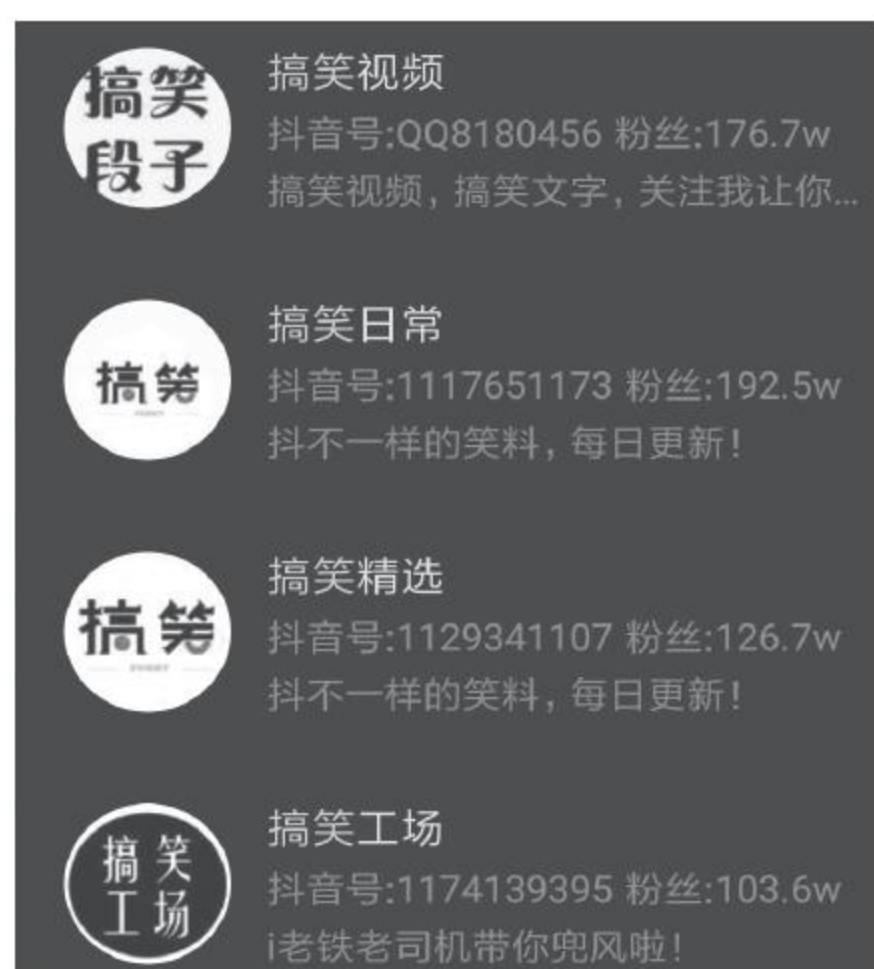 搞笑
段子
搞笑视频
抖音号:QQ8180456 粉丝:176.7w
搞笑视频，搞笑文字，关注我让你...
搞笑
搞笑日常
抖音号:1117651173 粉丝:192.5w
抖不一样的笑料，每日更新！
搞笑
搞笑精选
抖音号:1129341107 粉丝:126.7w
抖不一样的笑料，每日更新！
搞笑
工场
搞笑工场
抖音号:1174139395 粉丝:103.6w
i老铁老司机带你兜风啦！